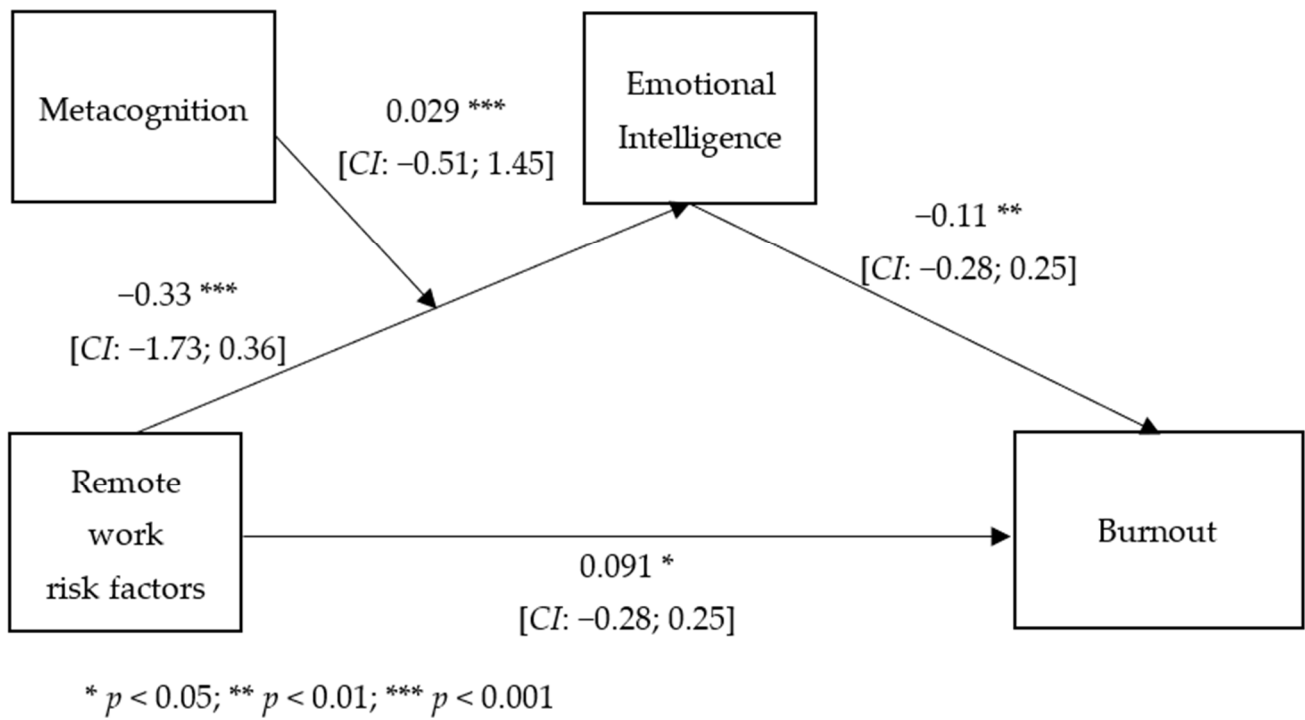 Metacognition
0.029 ***
[CI: −0.51; 1.45]
Emotional
Intelligence
−0.11 **
[CI: −0.28; 0.25]
−0.33 ***
[CI: −1.73; 0.36]
Remote
work
risk factors
Burnout
0.091 *
[CI: −0.28; 0.25]
* p < 0.05; ** p < 0.01; *** p < 0.001